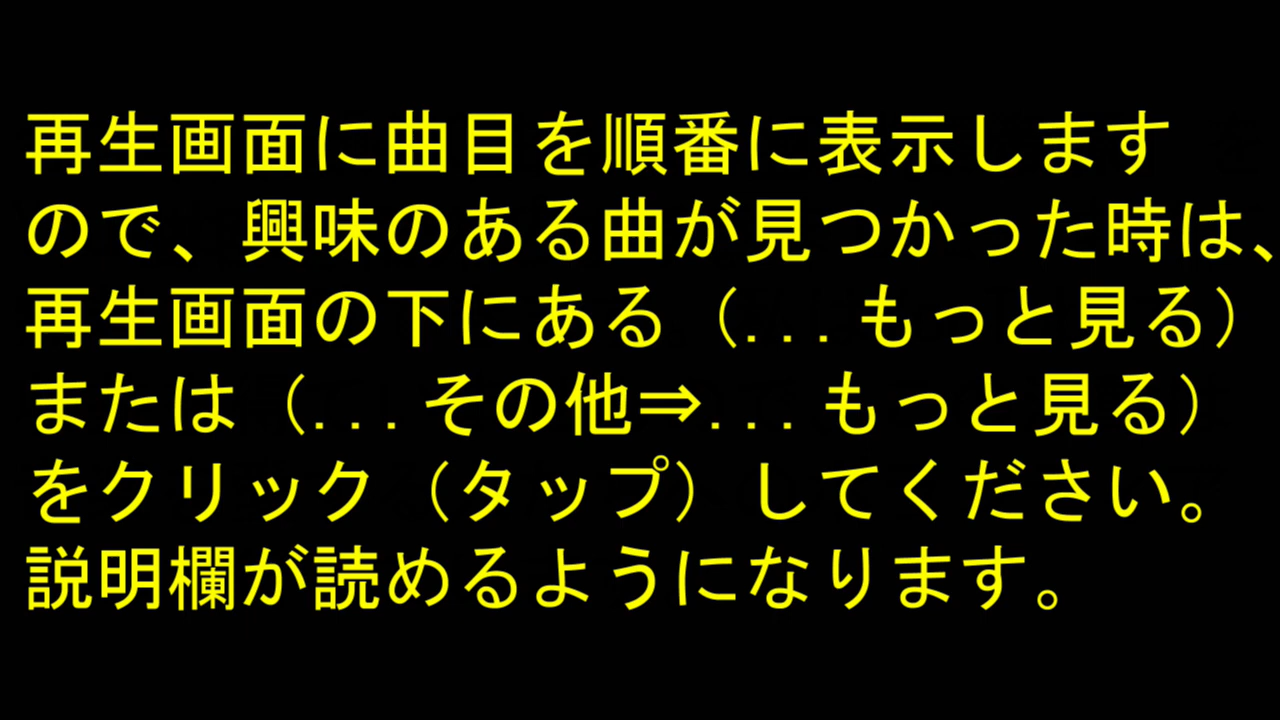 再生画面に曲目を順番に表示します
ので、興味のある曲が見つかった時は、
再生画面の下にある（...もっと見る）
または（...その他⇒...もっと見る）
をクリック（タップ）してください。
説明欄が読めるようになります。